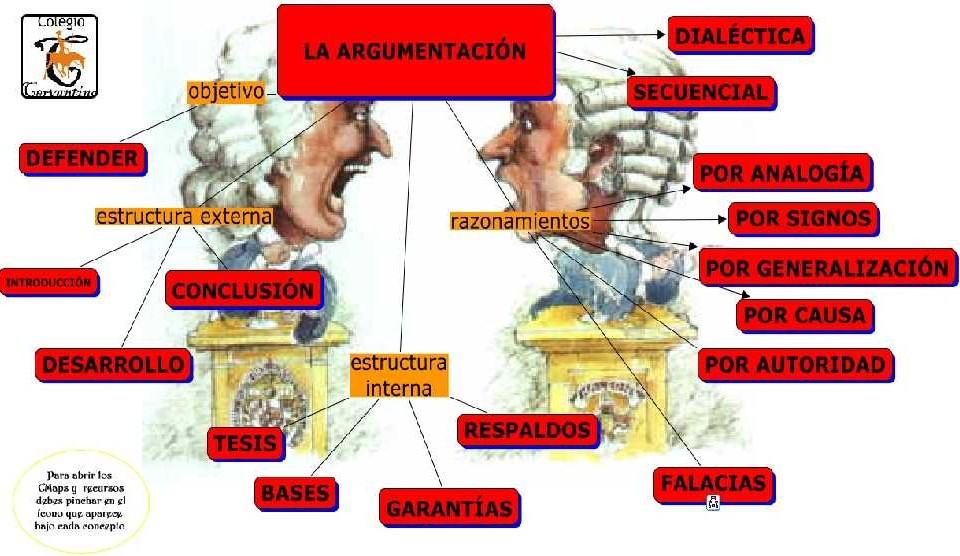 Colegio
Cervantino
LA ARGUMENTACIÓN
DIALÉCTICA
SECUENCIAL
objetivo
DEFENDER
POR ANALOGÍA
estructura externa
razonamientos
POR SIGNOS
INTRODUCCIÓN
CONCLUSIÓN
POR GENERALIZACIÓN
POR CAUSA
DESARROLLO
estructura
interna
POR AUTORIDAD
TESIS
RESPALDOS
BASES
GARANTÍAS
FALACIAS
Para abrir los
CMaps y recursos
debes pinchar en el
ícono que aparece
bajo cada concepto